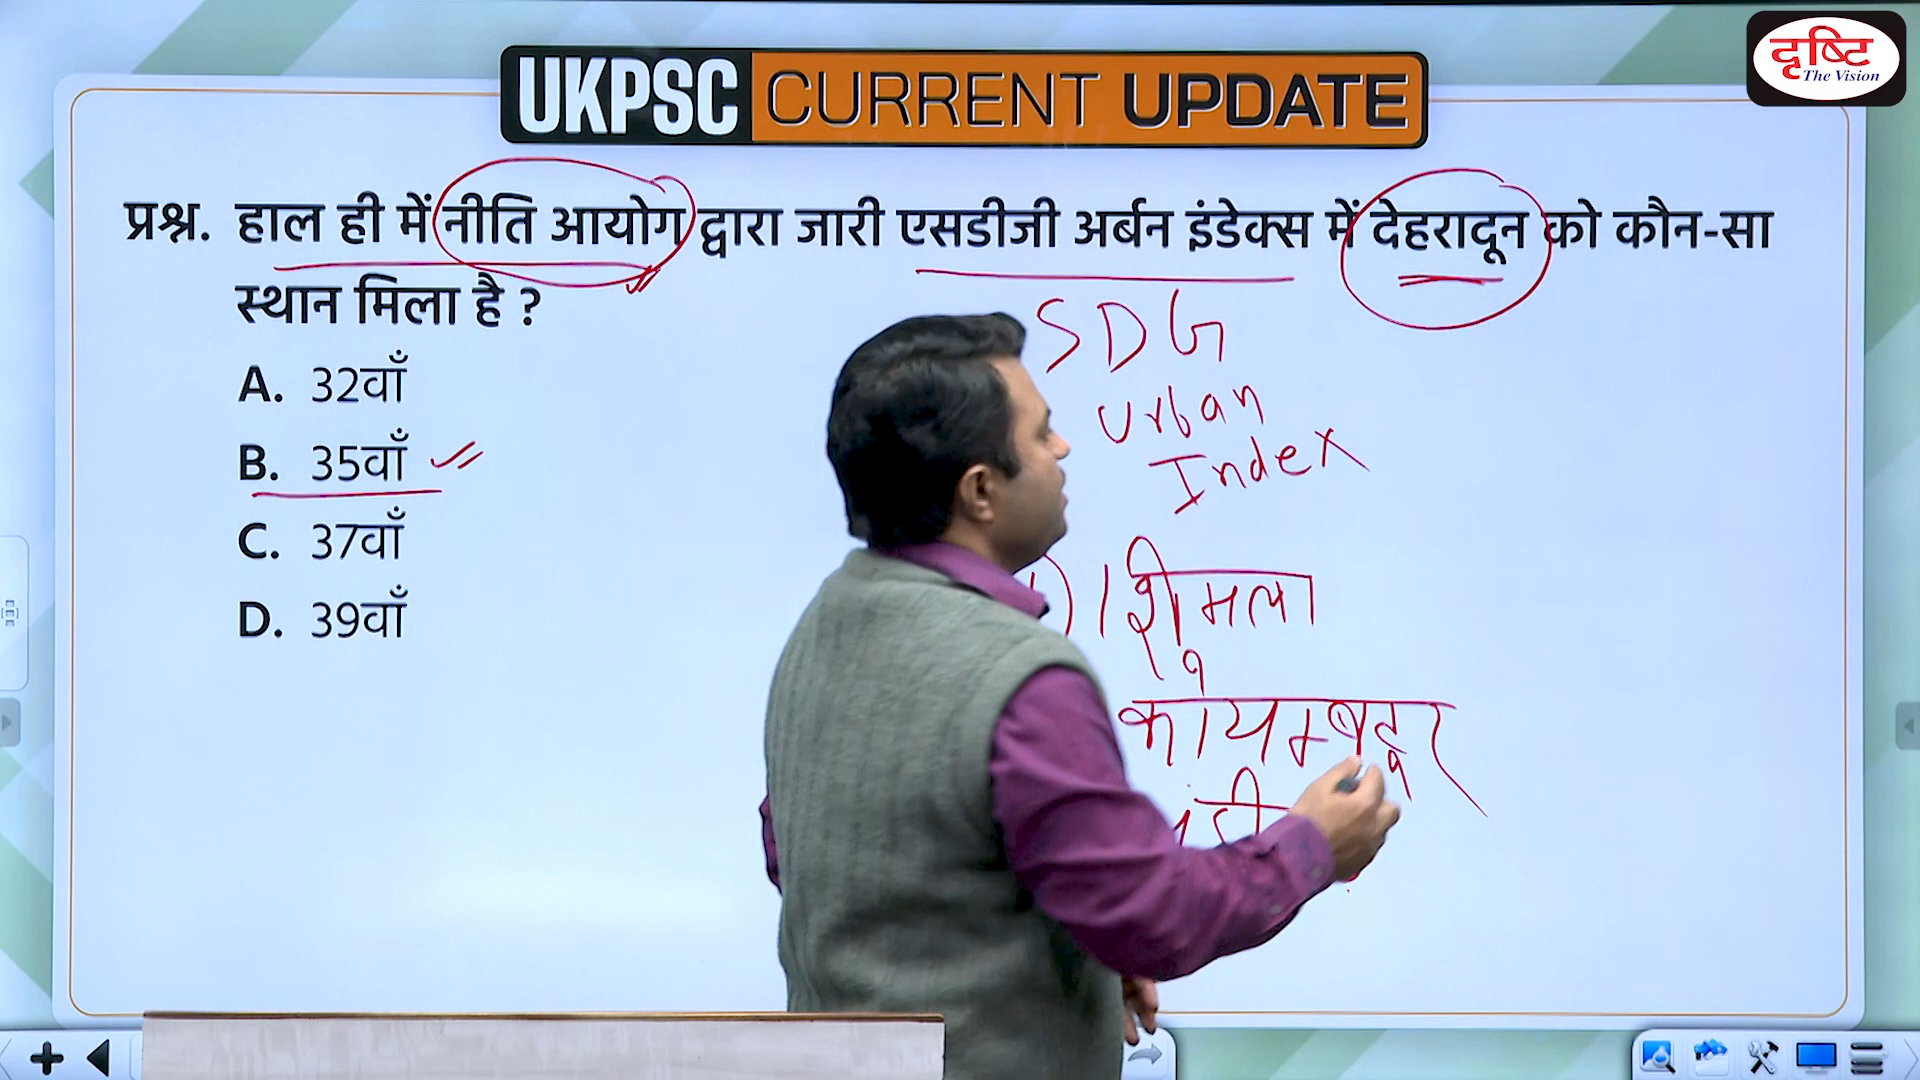 दृष्टि
The Vision
UKPSC CURRENT UPDATE
प्रश्न. हाल ही में नीति आयोग द्वारा जारी एसडीजी अर्बन इंडेक्स में देहरादून को कौन-सा
स्थान मिला है ?
A. 32वाँ
B. 35वाँ
C. 37वाँ
D. 39वाँ
SDG
Urban
Index
शिमला
कोयम्बटूर